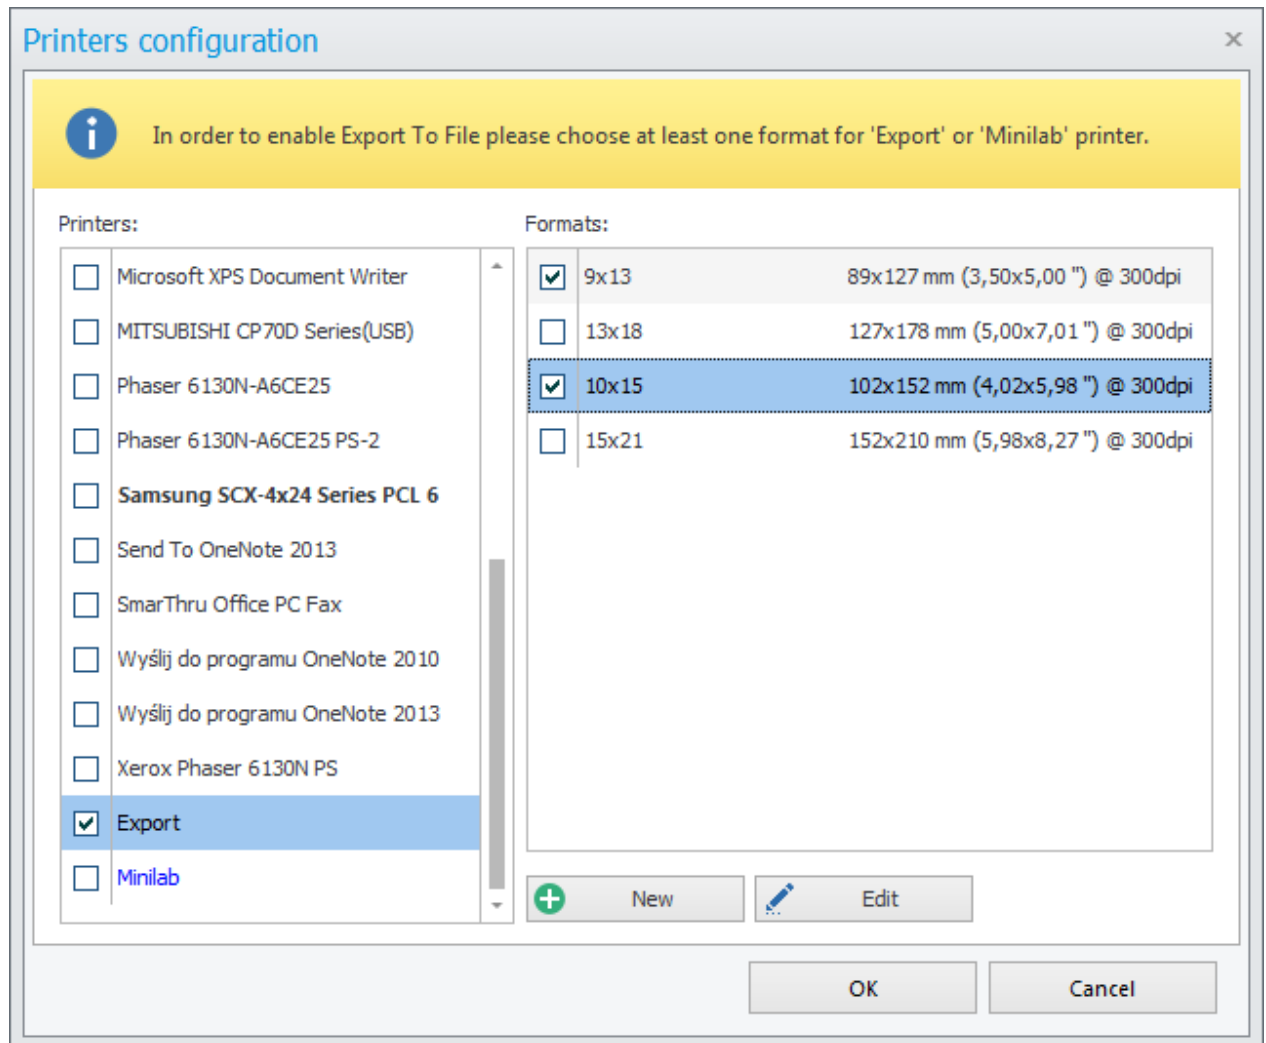 Printers configuration
In order to enable Export To File please choose at least one format for 'Export' or 'Minilab' printer.
Printers:
Microsoft XPS Document Writer
MITSUBISHI CP70D Series(USB)
Phaser 6130N-A6CE25
Phaser 6130N-A6CE25 PS-2
Samsung SCX-4x24 Series PCL 6
Send To OneNote 2013
SmarThru Office PC Fax
Wyślij do programu OneNote 2010
Wyślij do programu OneNote 2013
Xerox Phaser 6130N PS
Export
Minilab
Formats:
9x13 89x127 mm (3,50x5,00 ") @ 300dpi
13x18 127x178 mm (5,00x7,01 ") @ 300dpi
10x15 102x152 mm (4,02x5,98 ") @ 300dpi
15x21 152x210 mm (5,98x8,27 ") @ 300dpi
New Edit
OK Cancel